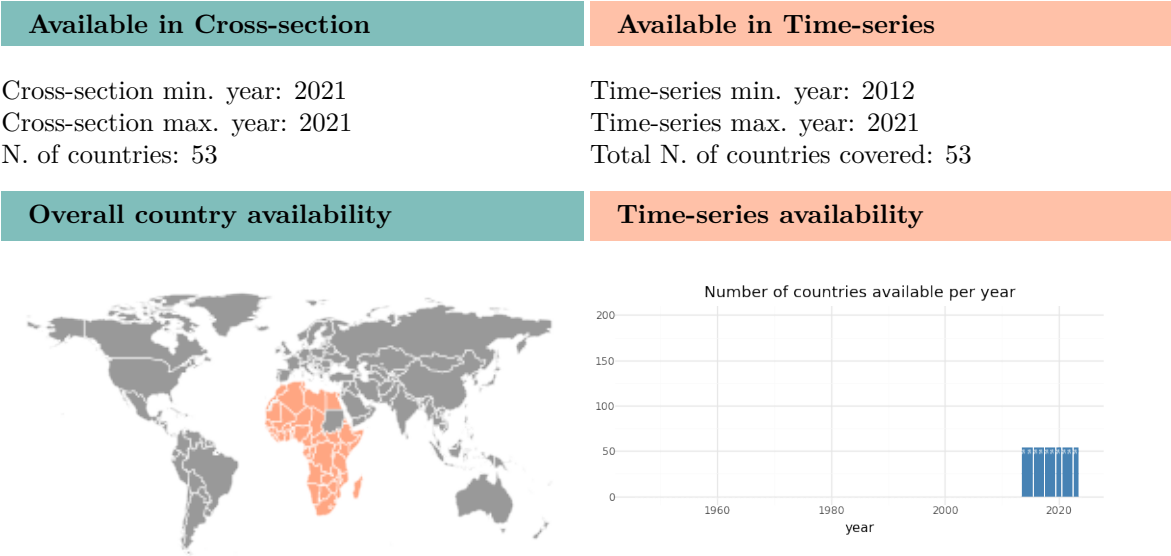 Available in Cross-section
Cross-section min. year: 2021
Cross-section max. year: 2021
N. of countries: 53
Available in Time-series
Time-series min. year: 2012
Time-series max. year: 2021
Total N. of countries covered: 53
Overall country availability
Time-series availability
Number of countries available per year
200
150
100
50
0
1960
1980
2000
2020
year